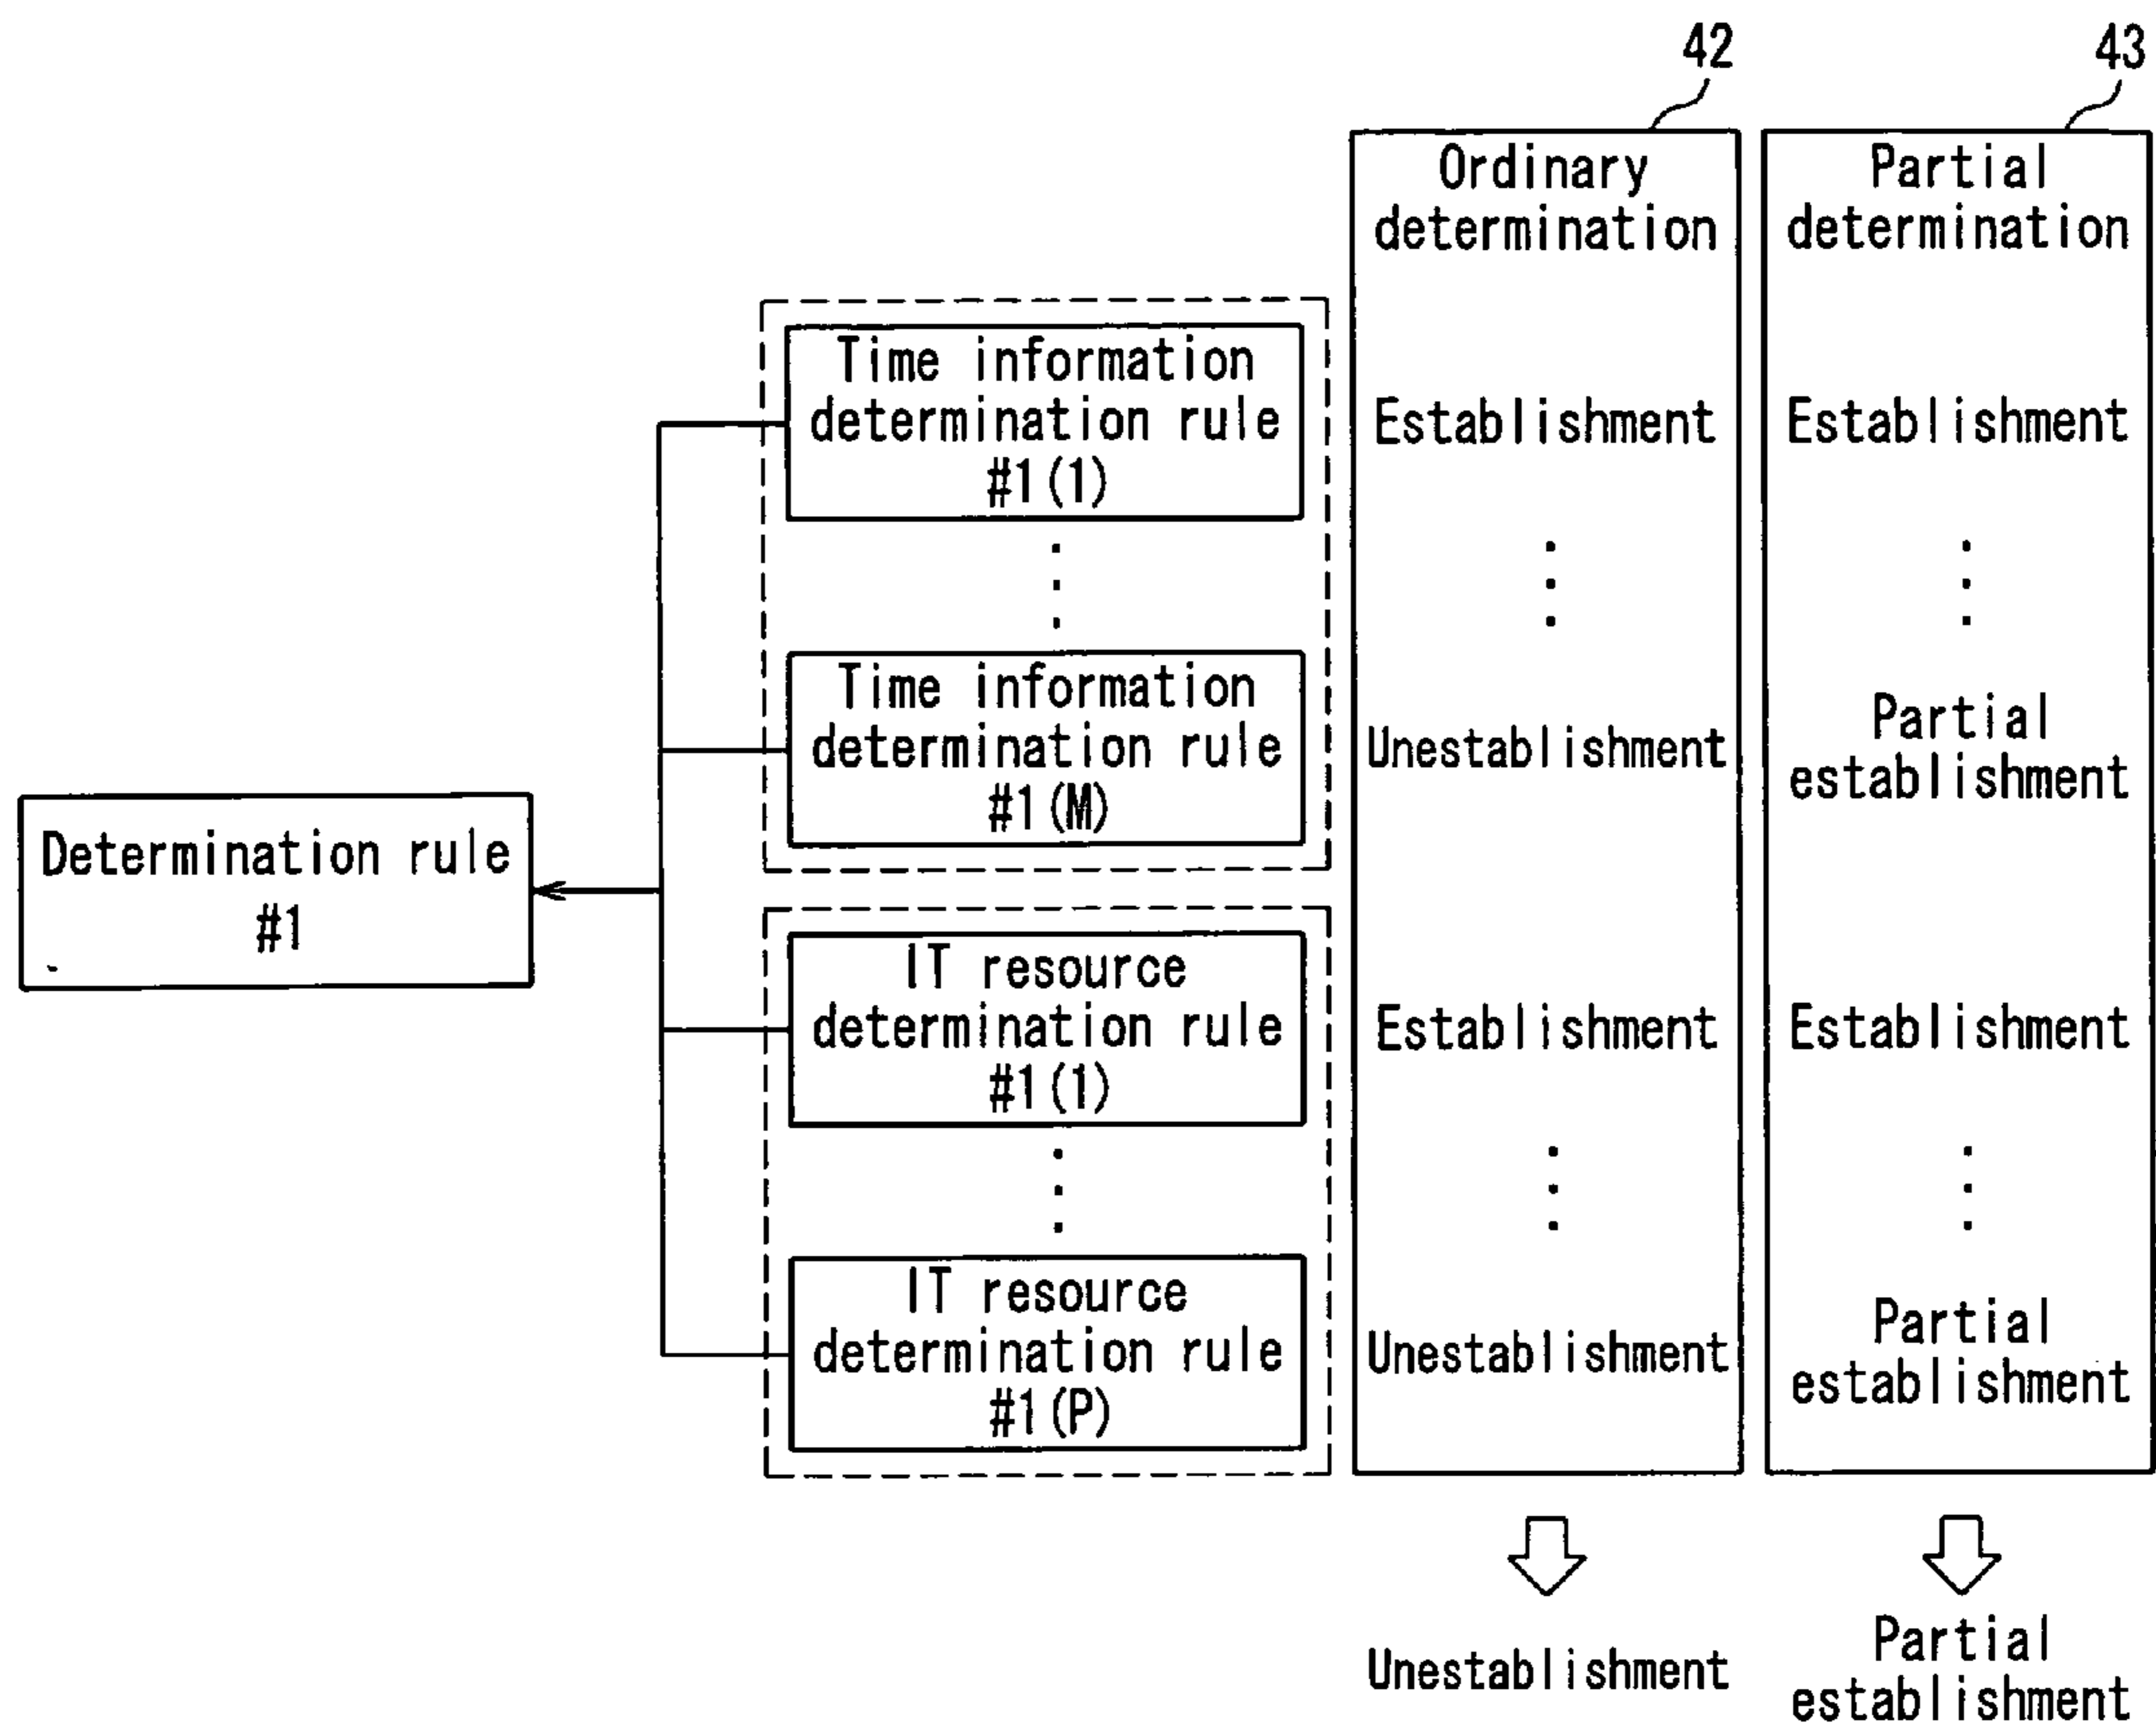 42
43
Ordinary
determination
Partial
determination
Time information
determination rule
#1(1)
Establishment
Establishment
Time information
determination rule
#1(M)
Unestablishment
Partial
establishment
Determination rule
#1
IT resource
determination rule
#1(1)
Establishment
Establishment
IT resource
determination rule
#1(P)
Unestablishment
Partial
establishment
Unestablishment
Partial
establishment